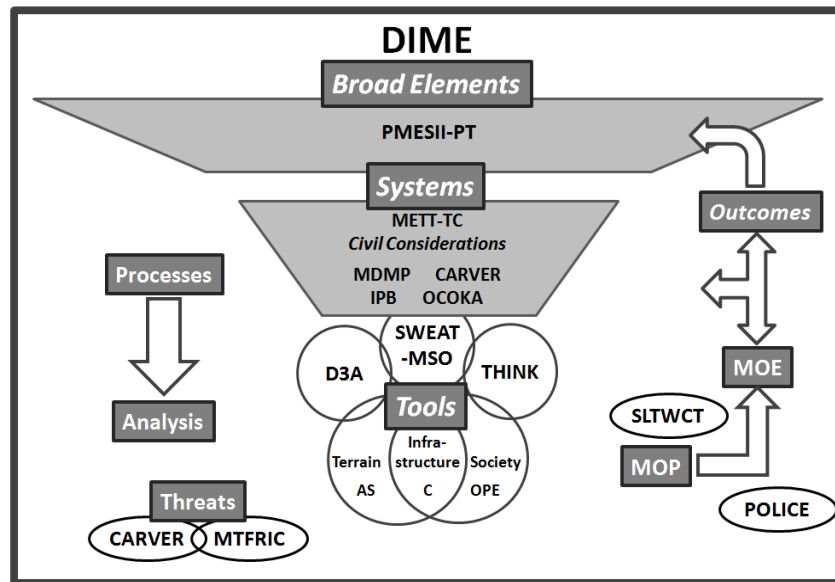 DIME
Broad Elements
PMESII-PT
Systems
METT-TC
Civil Considerations
MDMP CARVER
IPB OCOKA
SWEAT
-MSO
D3A
THINK
Tools
Terrain
AS
Infra-
structure
C
Society
OPE
Processes
Analysis
Threats
CARVER
MTFRIC
Outcomes
MOE
SLTWCT
MOP
POLICE